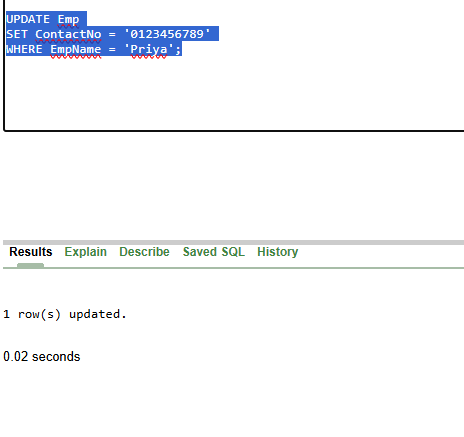 UPDATE Emp
SET ContactNo = '0123456789'
WHERE EmpName = 'Priya';
Results Explain Describe Saved SQL History
1 row(s) updated.
0.02 seconds